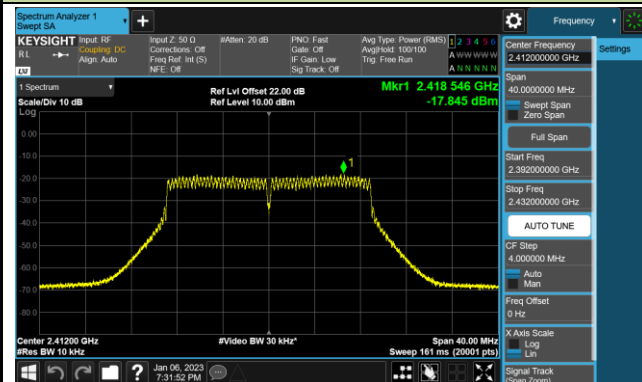 Spectrum Analyzer 1
Swept SA
Frequency
KEYSIGHT
Input: RF
Coupling: DC
Align: Auto
Input Z: 50 Ω
Corrections: Off
Freq Ref: Int (S)
NFE: Off
#Atten: 20 dB
PNO: Fast
Gate: Off
IF Gain: Low
Sig Track: Off
Avg Type: Power (RMS)
Avg|Hold: 100/100
Trig: Free Run
1 2 3 4 5 6
A W W W W W
A N N N N N
R L
LXI
1 Spectrum
Scale/Div 10 dB
Log
Ref Lvl Offset 22.00 dB
Ref Level 10.00 dBm
Mkr1 2.418 546 GHz
-17.845 dBm
0.00
-10.0
-20.0
-30.0
-40.0
-50.0
-60.0
-70.0
-80.0
1
Center 2.41200 GHz
#Res BW 10 kHz
#Video BW 30 kHz*
Span 40.00 MHz
Sweep 161 ms (20001 pts)
Jan 06, 2023
7:31:52 PM
Center Frequency
2.412000000 GHz
Span
40.0000000 MHz
Swept Span
Zero Span
Full Span
Start Freq
2.392000000 GHz
Stop Freq
2.432000000 GHz
AUTO TUNE
CF Step
4.000000 MHz
Auto
Man
Freq Offset
0 Hz
X Axis Scale
Log
Lin
Signal Track
(Span Zoom)
Settings